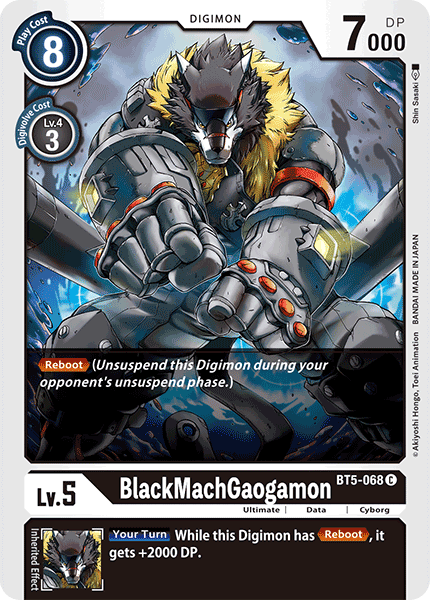 DIGIMON
Play Cost
8
7000
DP
Digivolve Cost
Lv.4
3
Shin Sasaki
© Akiyoshi Hongo, Toei Animation BANDAI MADE IN JAPAN
Reboot (Unsuspend this Digimon during your
opponent's unsuspend phase.)
Lv.5
BlackMachGaogamon
BT5-068 C
Ultimate | Data | Cyborg
Inherited Effect
Your Turn While this Digimon has Reboot, it
gets +2000 DP.